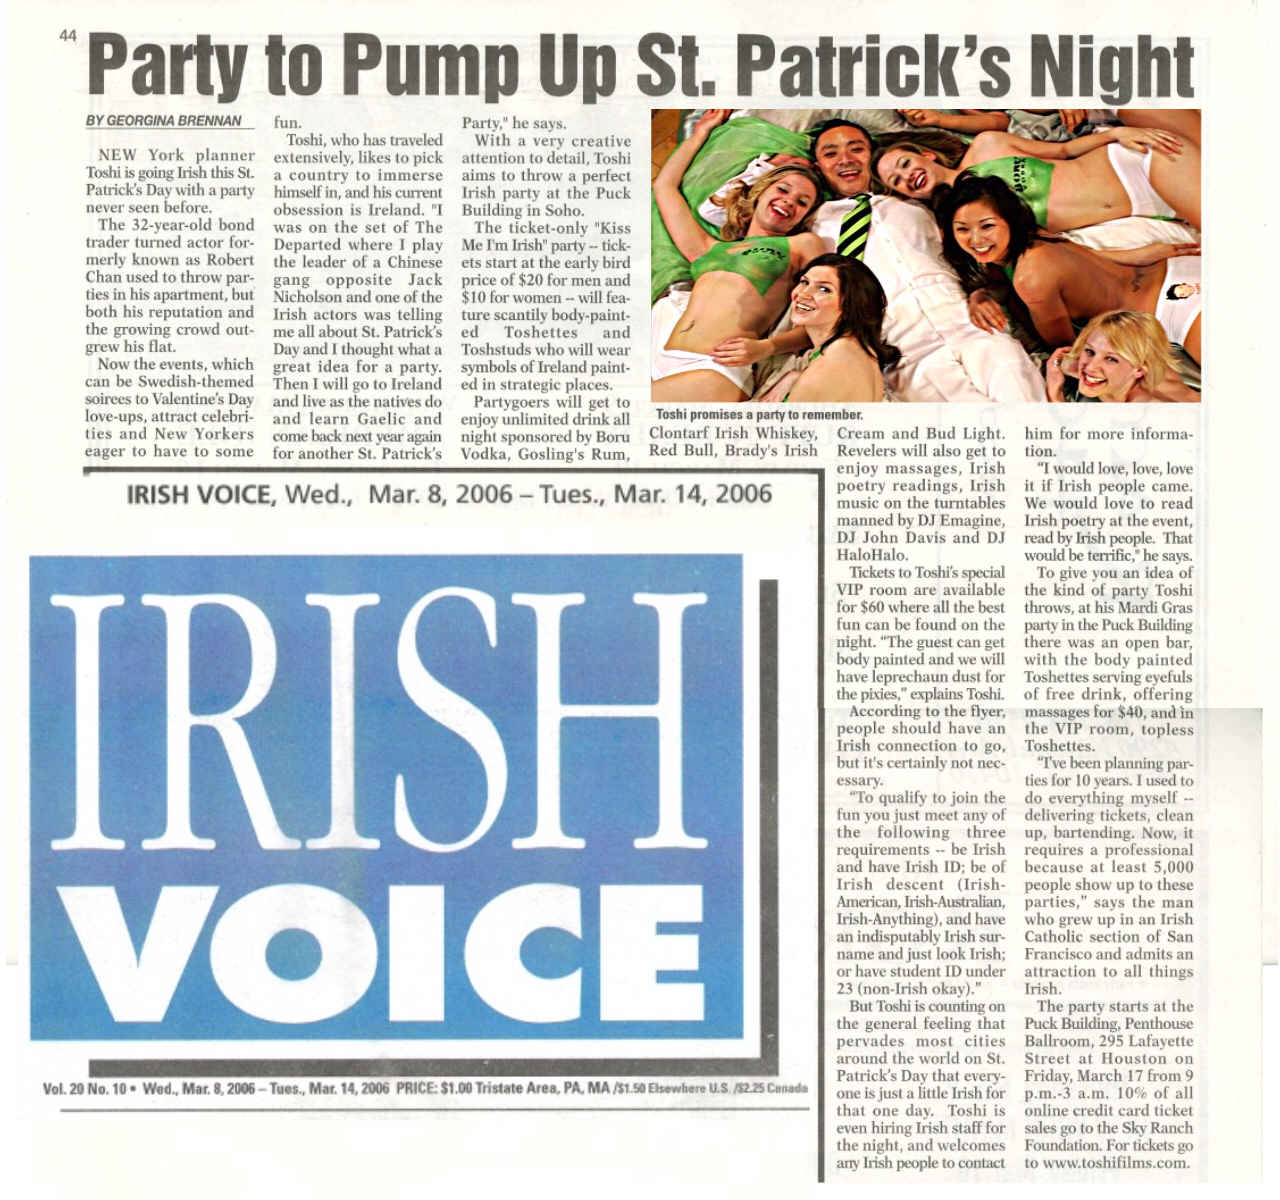 44
Party to Pump Up St. Patrick's Night
BY GEORGINA BRENNAN
NEW York planner
Toshi is going Irish this St.
Patrick's Day with a party
never seen before.
The 32-year-old bond
trader turned actor for-
merly known as Robert
Chan used to throw par-
ties in his apartment, but
both his reputation and
the growing crowd out-
grew his flat.
Now the events, which
can be Swedish-themed
soirees to Valentine's Day
love-ups, attract celebri-
ties and New Yorkers
eager to have to some
fun.
Toshi, who has traveled
extensively, likes to pick
a country to immerse
himself in, and his current
obsession is Ireland. "I
was on the set of The
Departed where I play
the leader of a Chinese
gang opposite Jack
Nicholson and one of the
Irish actors was telling
me all about St. Patrick's
Day and I thought what a
great idea for a party.
Then I will go to Ireland
and live as the natives do
and learn Gaelic and
come back next year again
for another St. Patrick's
Party," he says.
With a very creative
attention to detail, Toshi
aims to throw a perfect
Irish party at the Puck
Building in Soho.
The ticket-only "Kiss
Me I'm Irish" party -- tick-
ets start at the early bird
price of $20 for men and
$10 for women -- will fea-
ture scantily body-paint-
ed Toshettes and
Toshstuds who will wear
symbols of Ireland paint-
ed in strategic places.
Partygoers will get to
enjoy unlimited drink all
night sponsored by Boru
Vodka, Gosling's Rum,
Toshi promises a party to remember.
Clontarf Irish Whiskey,
Red Bull, Brady's Irish
Cream and Bud Light.
Revelers will also get to
enjoy massages, Irish
poetry readings, Irish
music on the turntables
manned by DJ Emagine,
DJ John Davis and DJ
HaloHalo.
Tickets to Toshi's special
VIP room are available
for $60 where all the best
fun can be found on the
night. "The guest can get
body painted and we will
have leprechaun dust for
the pixies," explains Toshi.
According to the flyer,
people should have an
Irish connection to go,
but it's certainly not nec-
essary.
"To qualify to join the
fun you just meet any of
the following three
requirements -- be Irish
and have Irish ID; be of
Irish descent (Irish-
American, Irish-Australian,
Irish-Anything), and have
an indisputably Irish sur-
name and just look Irish;
or have student ID under
23 (non-Irish okay)."
But Toshi is counting on
the general feeling that
pervades most cities
around the world on St.
Patrick's Day that every-
one is just a little Irish for
that one day. Toshi is
even hiring Irish staff for
the night, and welcomes
any Irish people to contact
him for more informa-
tion.
"I would love, love, love
it if Irish people came.
We would love to read
Irish poetry at the event,
read by Irish people. That
would be terrific," he says.
To give you an idea of
the kind of party Toshi
throws, at his Mardi Gras
party in the Puck Building
there was an open bar,
with the body painted
Toshettes serving eyefuls
of free drink, offering
massages for $40, and in
the VIP room, topless
Toshettes.
"I've been planning par-
ties for 10 years. I used to
do everything myself --
delivering tickets, clean
up, bartending. Now, it
requires a professional
because at least 5,000
people show up to these
parties," says the man
who grew up in an Irish
Catholic section of San
Francisco and admits an
attraction to all things
Irish.
The party starts at the
Puck Building, Penthouse
Ballroom, 295 Lafayette
Street at Houston on
Friday, March 17 from 9
p.m.-3 a.m. 10% of all
online credit card ticket
sales go to the Sky Ranch
Foundation. For tickets go
to www.toshifilms.com.
IRISH VOICE, Wed., Mar. 8, 2006 – Tues., Mar. 14, 2006
IRISH
VOICE
Vol. 20 No. 10 • Wed., Mar. 8, 2006 – Tues., Mar. 14, 2006 PRICE: $1.00 Tristate Area, PA, MA /$1.50 Elsewhere U.S. /$2.25 Canada